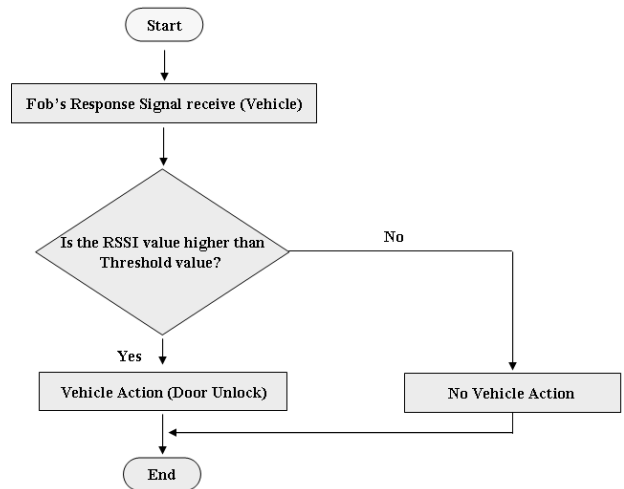 Start
Fob's Response Signal receive (Vehicle)
Is the RSSI value higher than
Threshold value?
No
Yes
Vehicle Action (Door Unlock)
No Vehicle Action
End